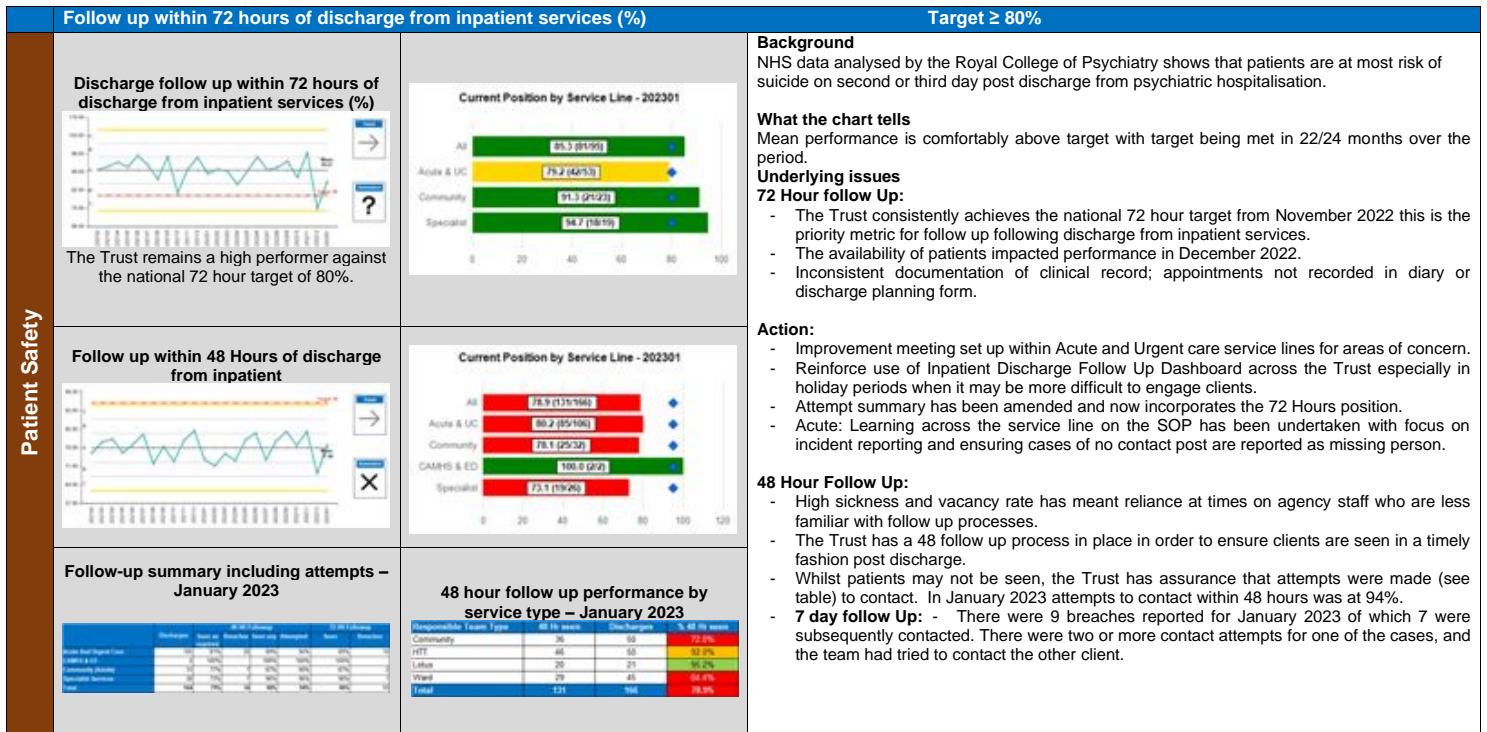 Follow up within 72 hours of discharge from inpatient services (%) Target ≥ 80%
Patient Safety
Discharge follow up within 72 hours of
discharge from inpatient services (%)
?
The Trust remains a high performer against
the national 72 hour target of 80%.
Current Position by Service Line - 202301
All 85.3 (81/95)
Acute & UC 79.2 (42/53)
Community 91.3 (21/23)
Specialist 94.7 (18/19)
0 20 40 60 80 100
Follow up within 48 Hours of discharge
from inpatient
Current Position by Service Line - 202301
All 78.9 (131/166)
Acute & UC 80.2 (85/106)
Community 78.1 (25/32)
CAMHS & ED 100.0 (2/2)
Specialist 73.1 (19/26)
0 20 40 60 80 100 120
Follow-up summary including attempts –
January 2023
Discharges
Acute And Urgent Care
CAMHS & ED
Community (Adults)
Specialist Services
Total
48 hour follow up performance by
service type – January 2023
Responsible Team Type 48 Hr seen Discharges % 48 Hr seen
Community 36 50 72.0%
HTT 46 50 92.0%
Lotus 20 21 95.2%
Ward 29 45 64.4%
Total 131 166 78.9%
Background
NHS data analysed by the Royal College of Psychiatry shows that patients are at most risk of
suicide on second or third day post discharge from psychiatric hospitalisation.
What the chart tells
Mean performance is comfortably above target with target being met in 22/24 months over the
period.
Underlying issues
72 Hour follow Up:
- The Trust consistently achieves the national 72 hour target from November 2022 this is the
priority metric for follow up following discharge from inpatient services.
- The availability of patients impacted performance in December 2022.
- Inconsistent documentation of clinical record; appointments not recorded in diary or
discharge planning form.
Action:
- Improvement meeting set up within Acute and Urgent care service lines for areas of concern.
- Reinforce use of Inpatient Discharge Follow Up Dashboard across the Trust especially in
holiday periods when it may be more difficult to engage clients.
- Attempt summary has been amended and now incorporates the 72 Hours position.
- Acute: Learning across the service line on the SOP has been undertaken with focus on
incident reporting and ensuring cases of no contact post are reported as missing person.
48 Hour Follow Up:
- High sickness and vacancy rate has meant reliance at times on agency staff who are less
familiar with follow up processes.
- The Trust has a 48 follow up process in place in order to ensure clients are seen in a timely
fashion post discharge.
- Whilst patients may not be seen, the Trust has assurance that attempts were made (see
table) to contact. In January 2023 attempts to contact within 48 hours was at 94%.
- 7 day follow Up: - There were 9 breaches reported for January 2023 of which 7 were
subsequently contacted. There were two or more contact attempts for one of the cases, and
the team had tried to contact the other client.